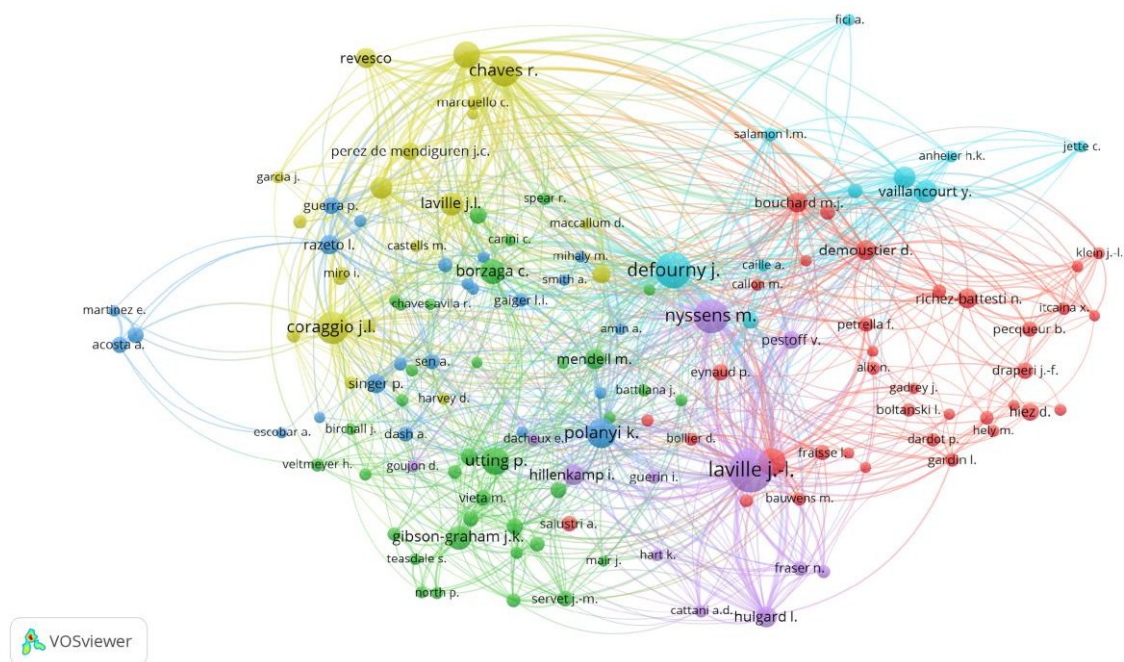 fici a.
revesco
chaves r.
marcuello c.
salamon l.m.
jette c.
anheier h.k.
perez de mendiguren j.c.
garcia j.
vaillancourt y.
spear r.
bouchard m.j.
guerra p.
laville j.l.
maccallum d.
carini c.
razeto l.
castells m.
demoustier d.
klein j.-l.
mihaly m.
miro i.
borzaga c.
defourny j.
caille a.
smith a.
callon m.
chaves-avila r.
gaiger l.i.
richez-battesti n.
itcaina x.
martinez e.
nyssens m.
coraggio j.l.
amin a.
petrella f.
pecqueur b.
acosta a.
pestoff v.
mendell m.
sen a.
eynaud p.
alix n.
draperi j.-f.
singer p.
battilana j.
gadrey j.
harvey d.
boltanski l.
hiez d.
escobar a.
birchall j.
dash a.
dacheux e.
polanyi k.
bollier d.
hely m.
dardot p.
fraisse l.
gardin l.
veltmeyer h.
goujon d.
utting p.
hillenkamp i.
guerin i.
laville j.-l.
vieta m.
bauwens m.
salustri a.
gibson-graham j.k.
teasdale s.
mair j.
hart k.
fraser n.
north p.
servet j.-m.
cattani a.d.
hulgard l.
VOSviewer